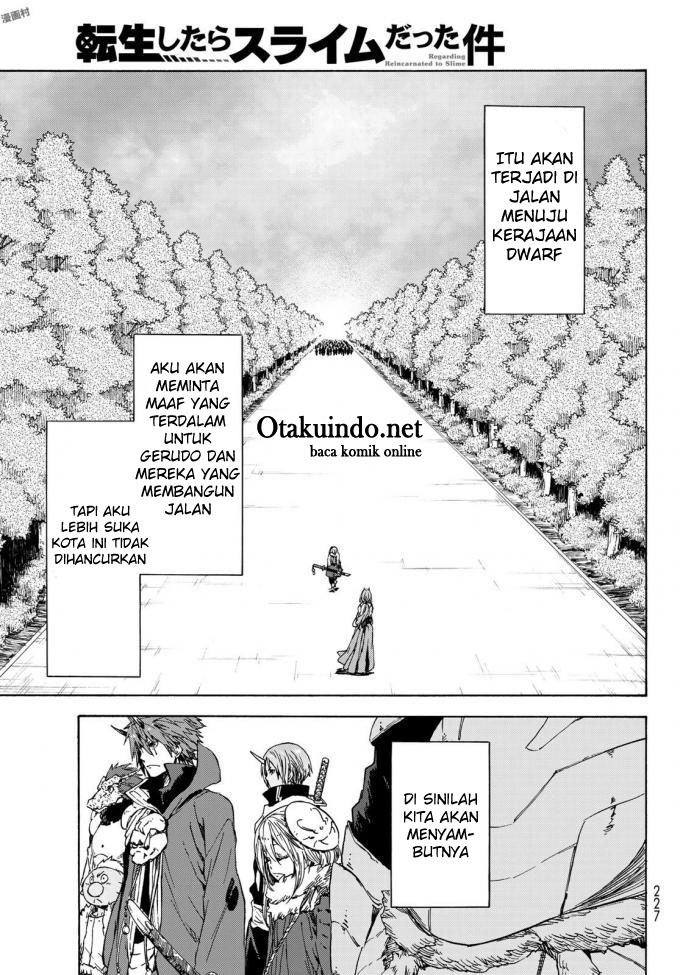 漫画村
転生したらスライムだった件
Regarding
Reincarnated to Slime
ITU AKAN
TERJADI DI
JALAN
MENUJU
KERAJAAN
DWARF
AKU AKAN
MEMINTA
MAAF YANG
TERDALAM
UNTUK
GERUDO DAN
MEREKA YANG
MEMBANGUN
JALAN
TAPI AKU
LEBIH SUKA
KOTA INI TIDAK
DIHANCURKAN
Otakuindo.net
baca komik online
DI SINILAH
KITA AKAN
MENYAM-
BUTNYA
227